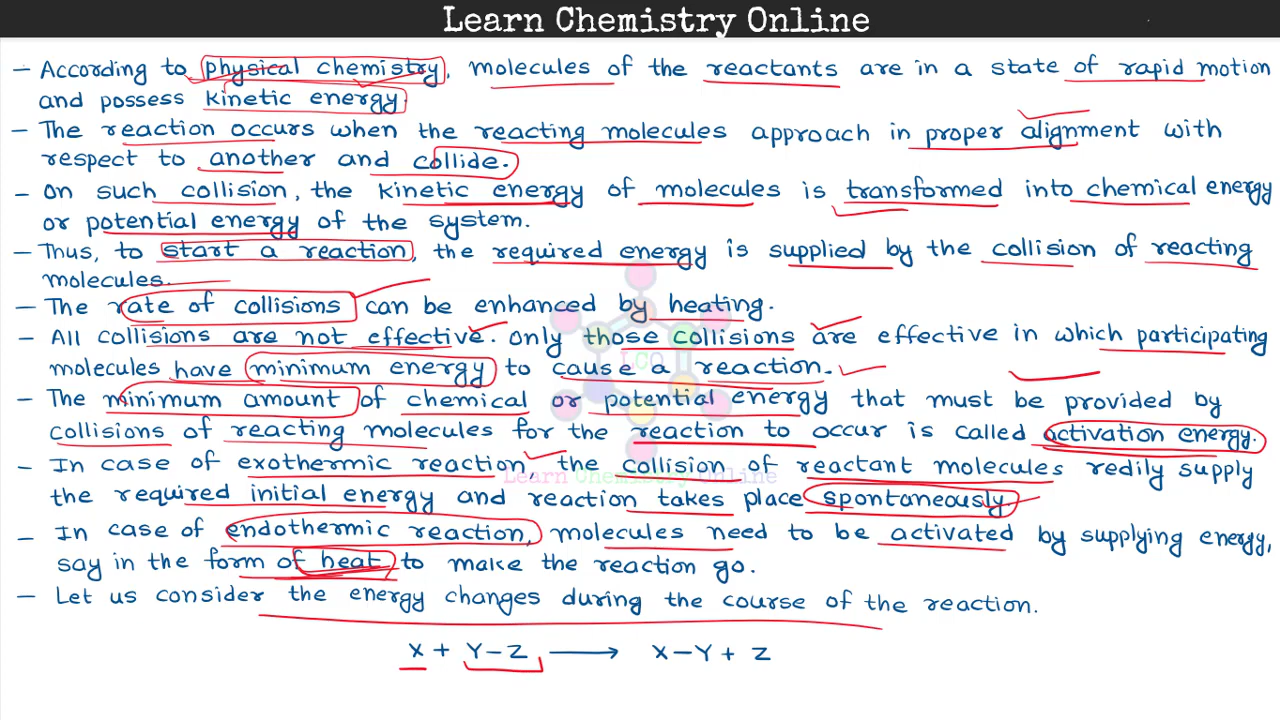 Learn Chemistry Online
- According to physical chemistry, molecules of the reactants are in a state of rapid motion
and possess kinetic energy.
- The reaction occurs when the reacting molecules approach in proper alignment with
respect to another and collide.
- On such collision, the kinetic energy of molecules is transformed into chemical energy
or potential energy of the system.
- Thus, to start a reaction, the required energy is supplied by the collision of reacting
molecules.
- The rate of collisions can be enhanced by heating.
- All collisions are not effective. only those collisions are effective in which participating
molecules have minimum energy to cause a reaction.
LCO
- The minimum amount of chemical or potential energy that must be provided by
collisions of reacting molecules for the reaction to occur is called activation energy.
- In case of exothermic reaction, the collision of reactant molecules redily supply
Learn Chemistry Online
the required initial energy and reaction takes place spontaneously
- In case of endothermic reaction, molecules need to be activated by supplying energy,
say in the form of heat to make the reaction go.
- Let us consider the energy changes during the course of the reaction.
X + Y-Z ⟶ X-Y + Z